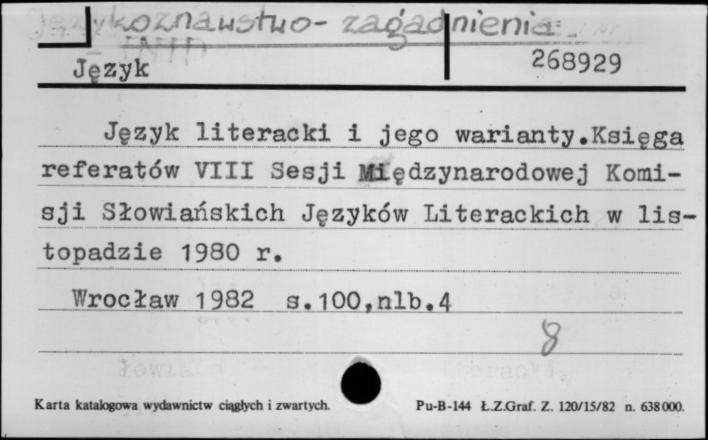 językoznawstwo - zagadnienia
Język
268929
Język literacki i jego warianty.Księga
referatów VIII Sesji Międzynarodowej Komi-
sji Słowiańskich Języków Literackich w lis-
topadzie 1980 r.
Wrocław 1982 s.100,nlb.4
8
Karta katalogowa wydawnictw ciągłych i zwartych.
Pu-B-144 Ł.Z.Graf. Z. 120/15/82 n. 638000.